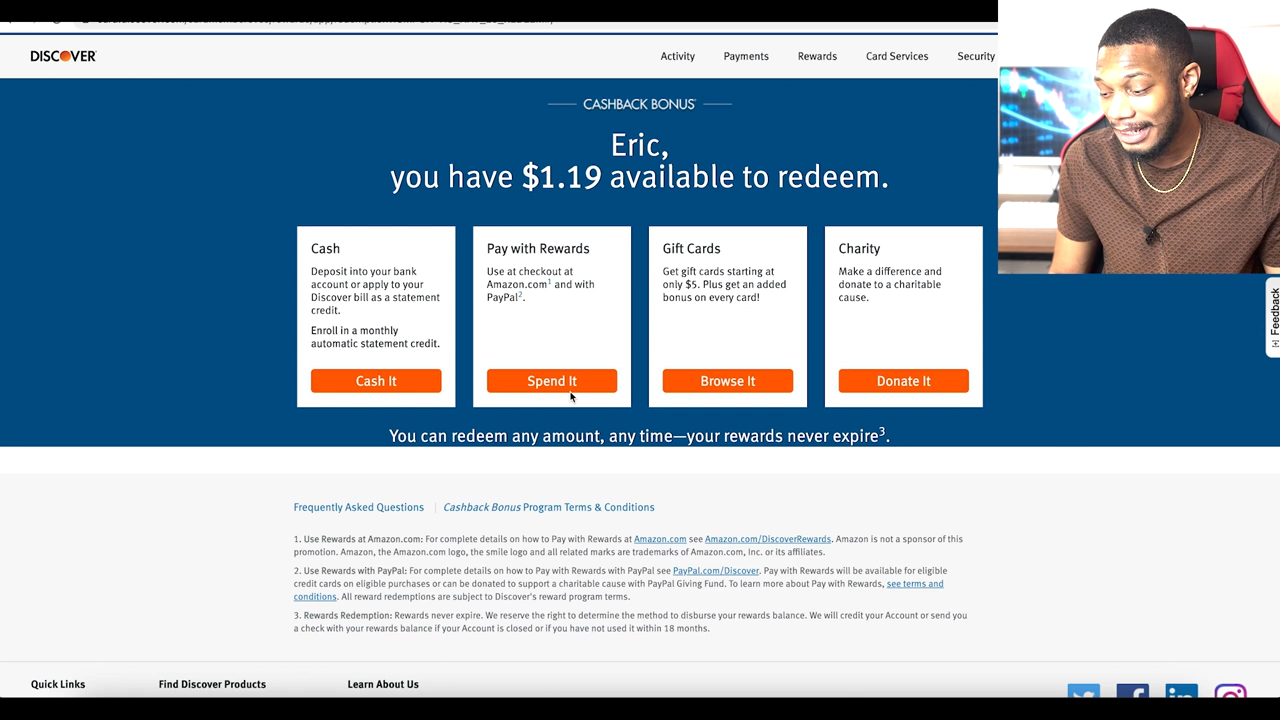 DISCOVER
Activity
Payments
Rewards
Card Services
Security
CASHBACK BONUS
Eric,
you have $1.19 available to redeem.
Cash
Deposit into your bank
account or apply to your
Discover bill as a statement
credit.
Enroll in a monthly
automatic statement credit.
Cash It
Pay with Rewards
Use at checkout at
Amazon.com¹ and with
PayPal².
Spend It
Gift Cards
Get gift cards starting at
only $5. Plus get an added
bonus on every card!
Browse It
Charity
Make a difference and
donate to a charitable
cause.
Donate It
[+] Feedback
You can redeem any amount, any time—your rewards never expire³.
Frequently Asked Questions | Cashback Bonus Program Terms & Conditions
1. Use Rewards at Amazon.com: For complete details on how to Pay with Rewards at Amazon.com see Amazon.com/DiscoverRewards. Amazon is not a sponsor of this
promotion. Amazon, the Amazon.com logo, the smile logo and all related marks are trademarks of Amazon.com, Inc. or its affiliates.
2. Use Rewards with PayPal: For complete details on how to Pay with Rewards with PayPal see PayPal.com/Discover. Pay with Rewards will be available for eligible
credit cards on eligible purchases or can be donated to support a charitable cause with PayPal Giving Fund. To learn more about Pay with Rewards, see terms and
conditions. All reward redemptions are subject to Discover's reward program terms.
3. Rewards Redemption: Rewards never expire. We reserve the right to determine the method to disburse your rewards balance. We will credit your Account or send you
a check with your rewards balance if your Account is closed or if you have not used it within 18 months.
Quick Links
Find Discover Products
Learn About Us